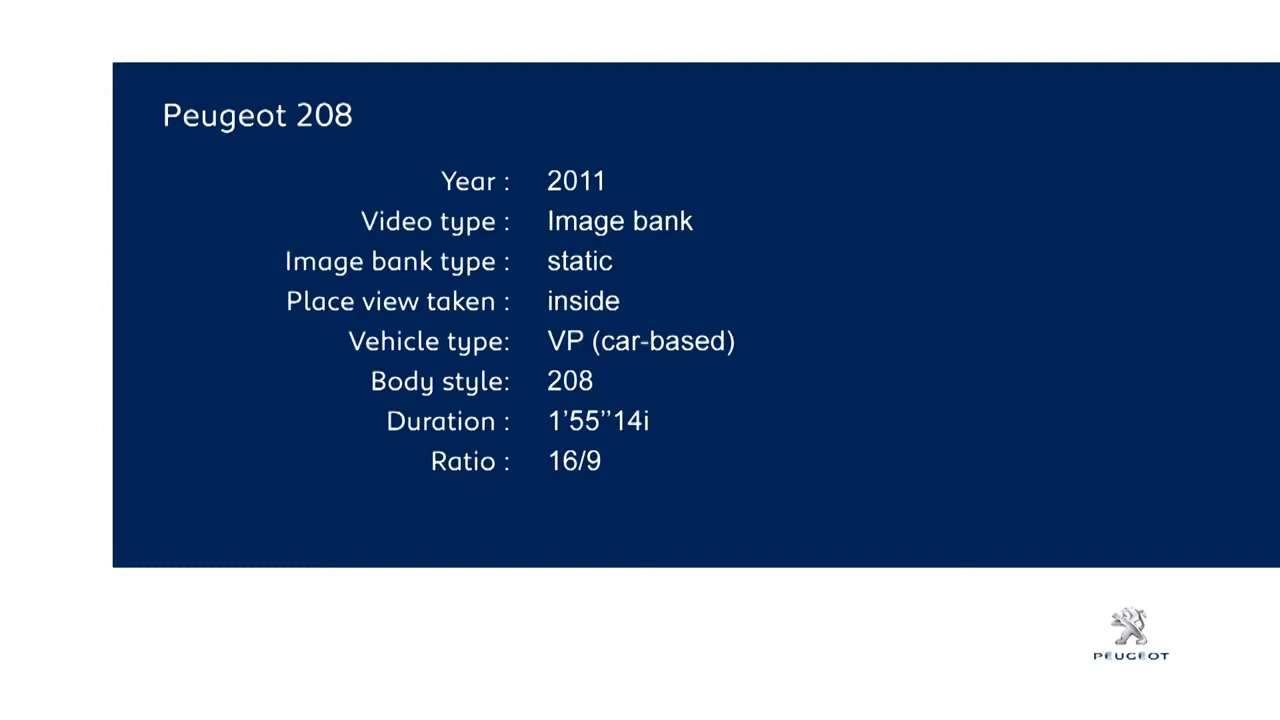 Peugeot 208
Year : 2011
Video type : Image bank
Image bank type : static
Place view taken : inside
Vehicle type: VP (car-based)
Body style: 208
Duration : 1’55’’14i
Ratio : 16/9
PEUGEOT